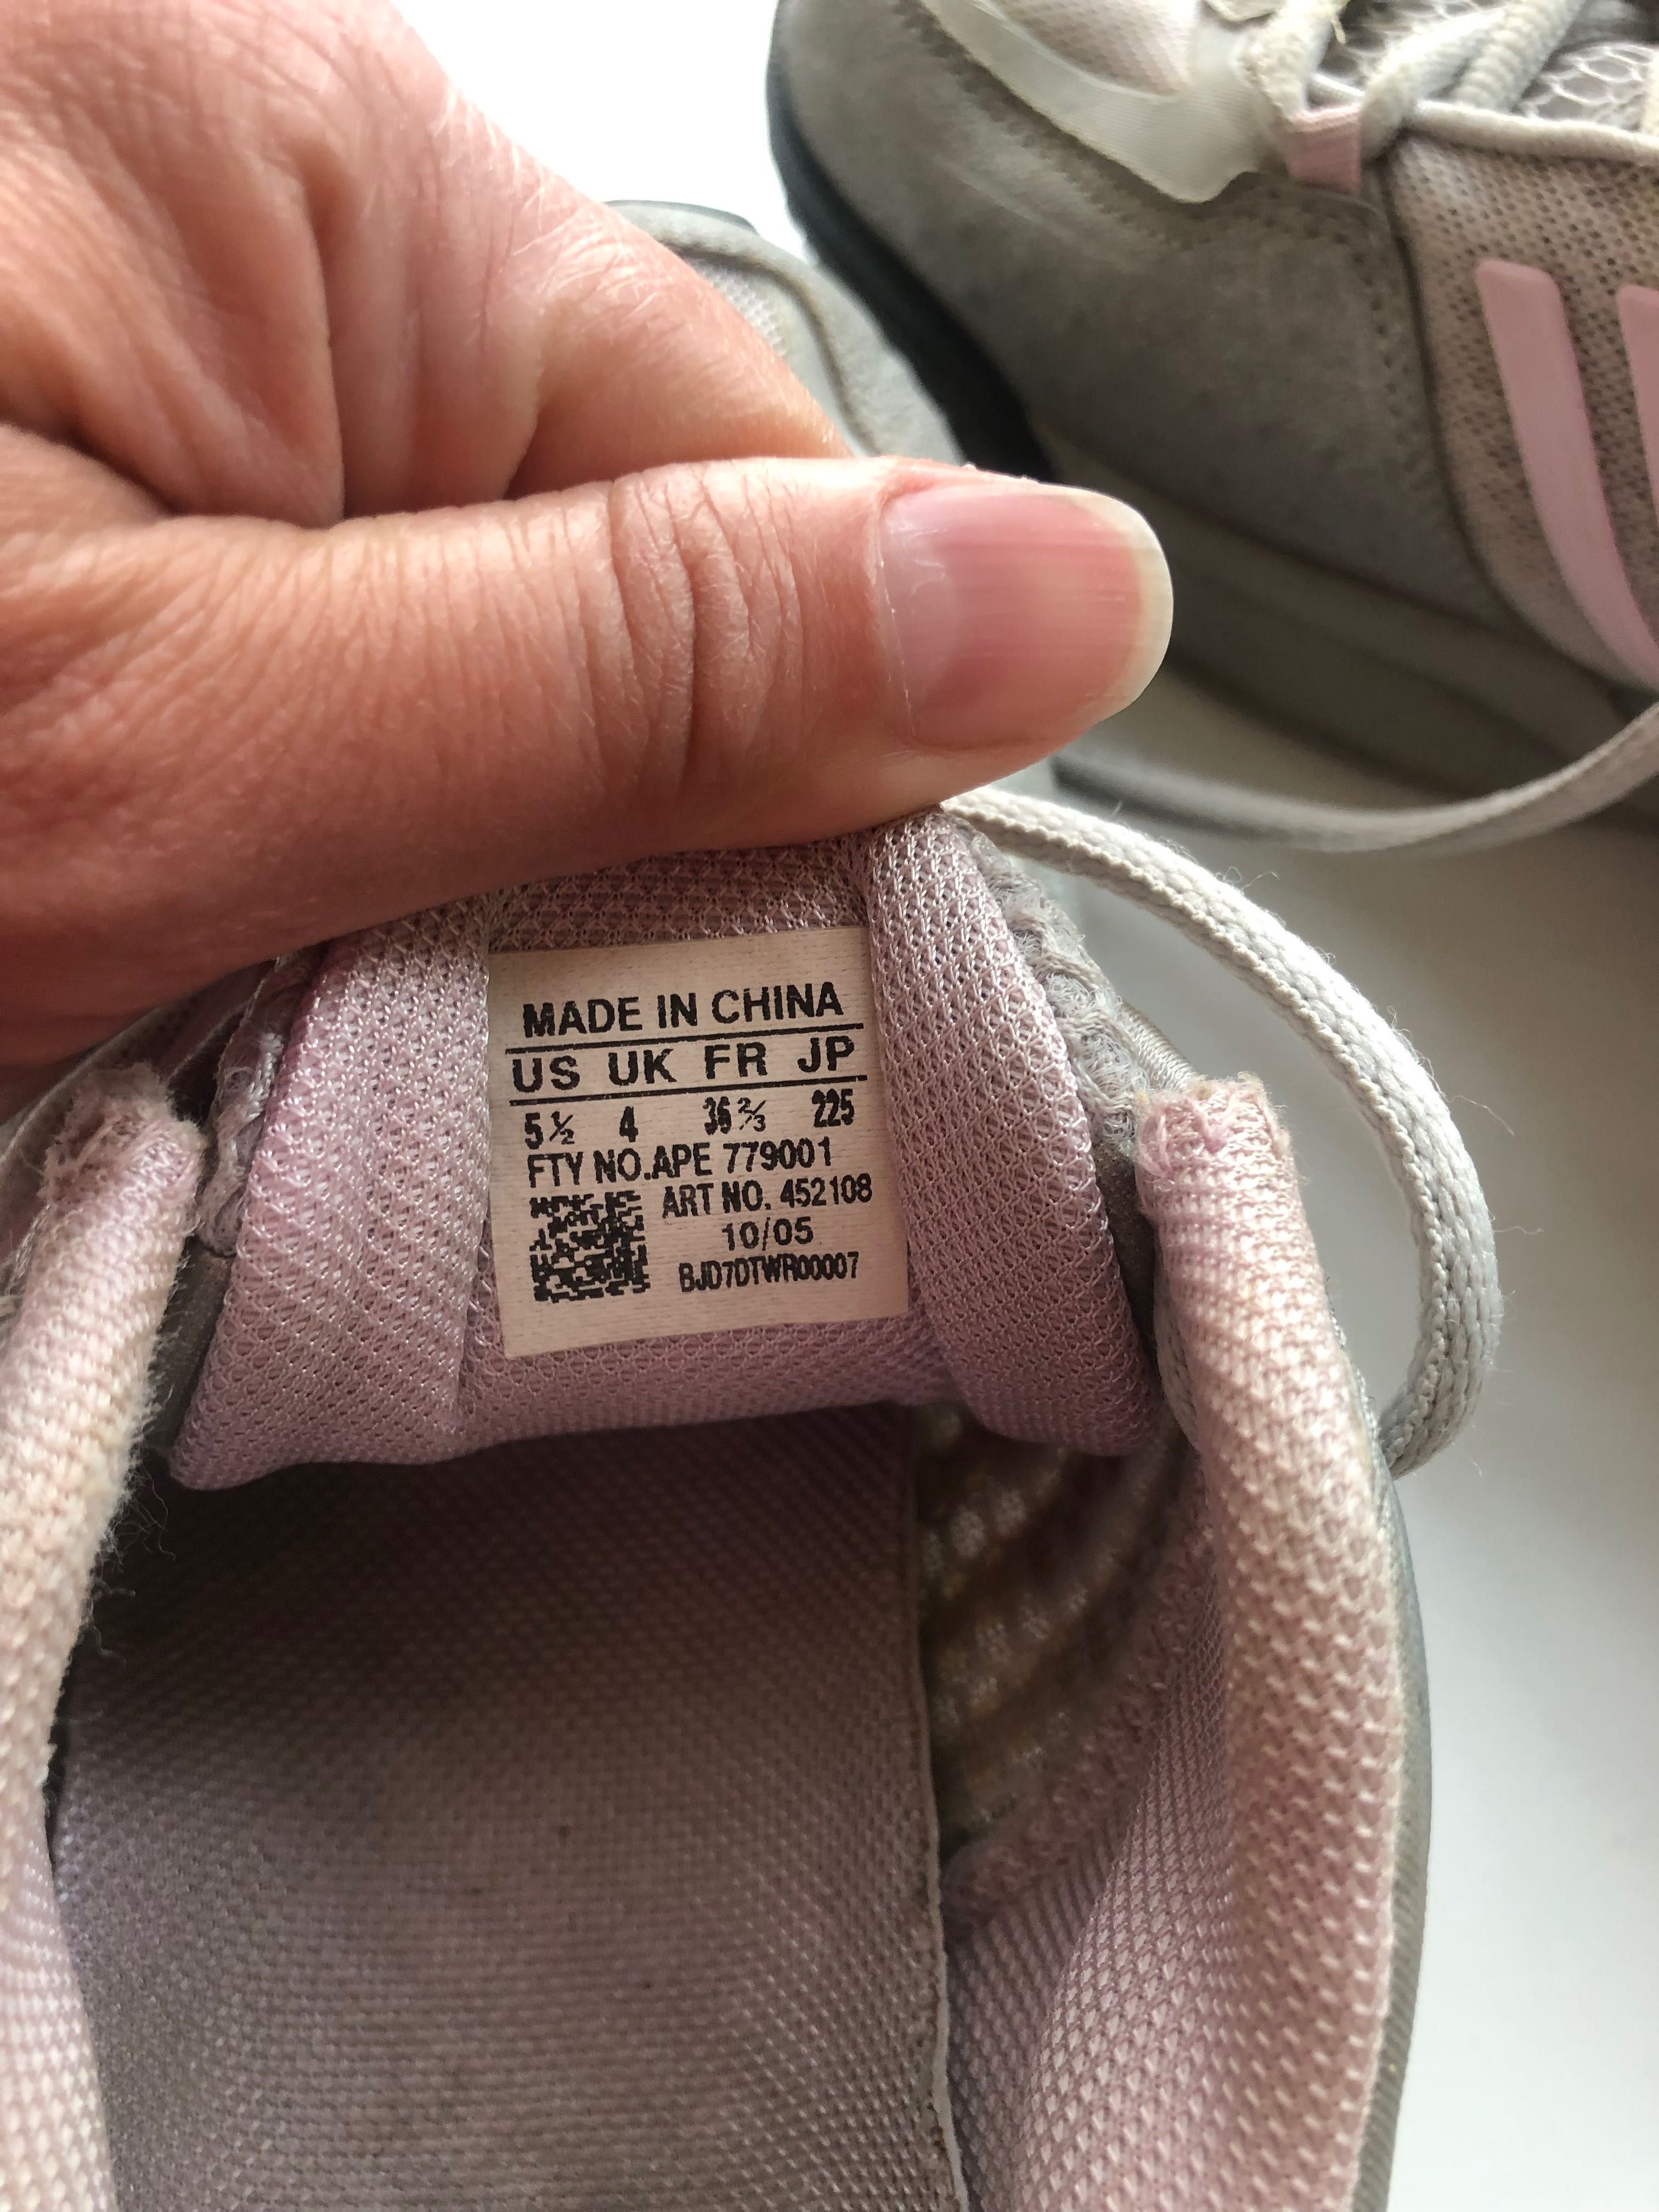 MADE IN CHINA
US UK FR JP
5½ 4 36⅔ 225
FTY NO.APE 779001
ART NO. 452108
10/05
BJD7DTWR00007